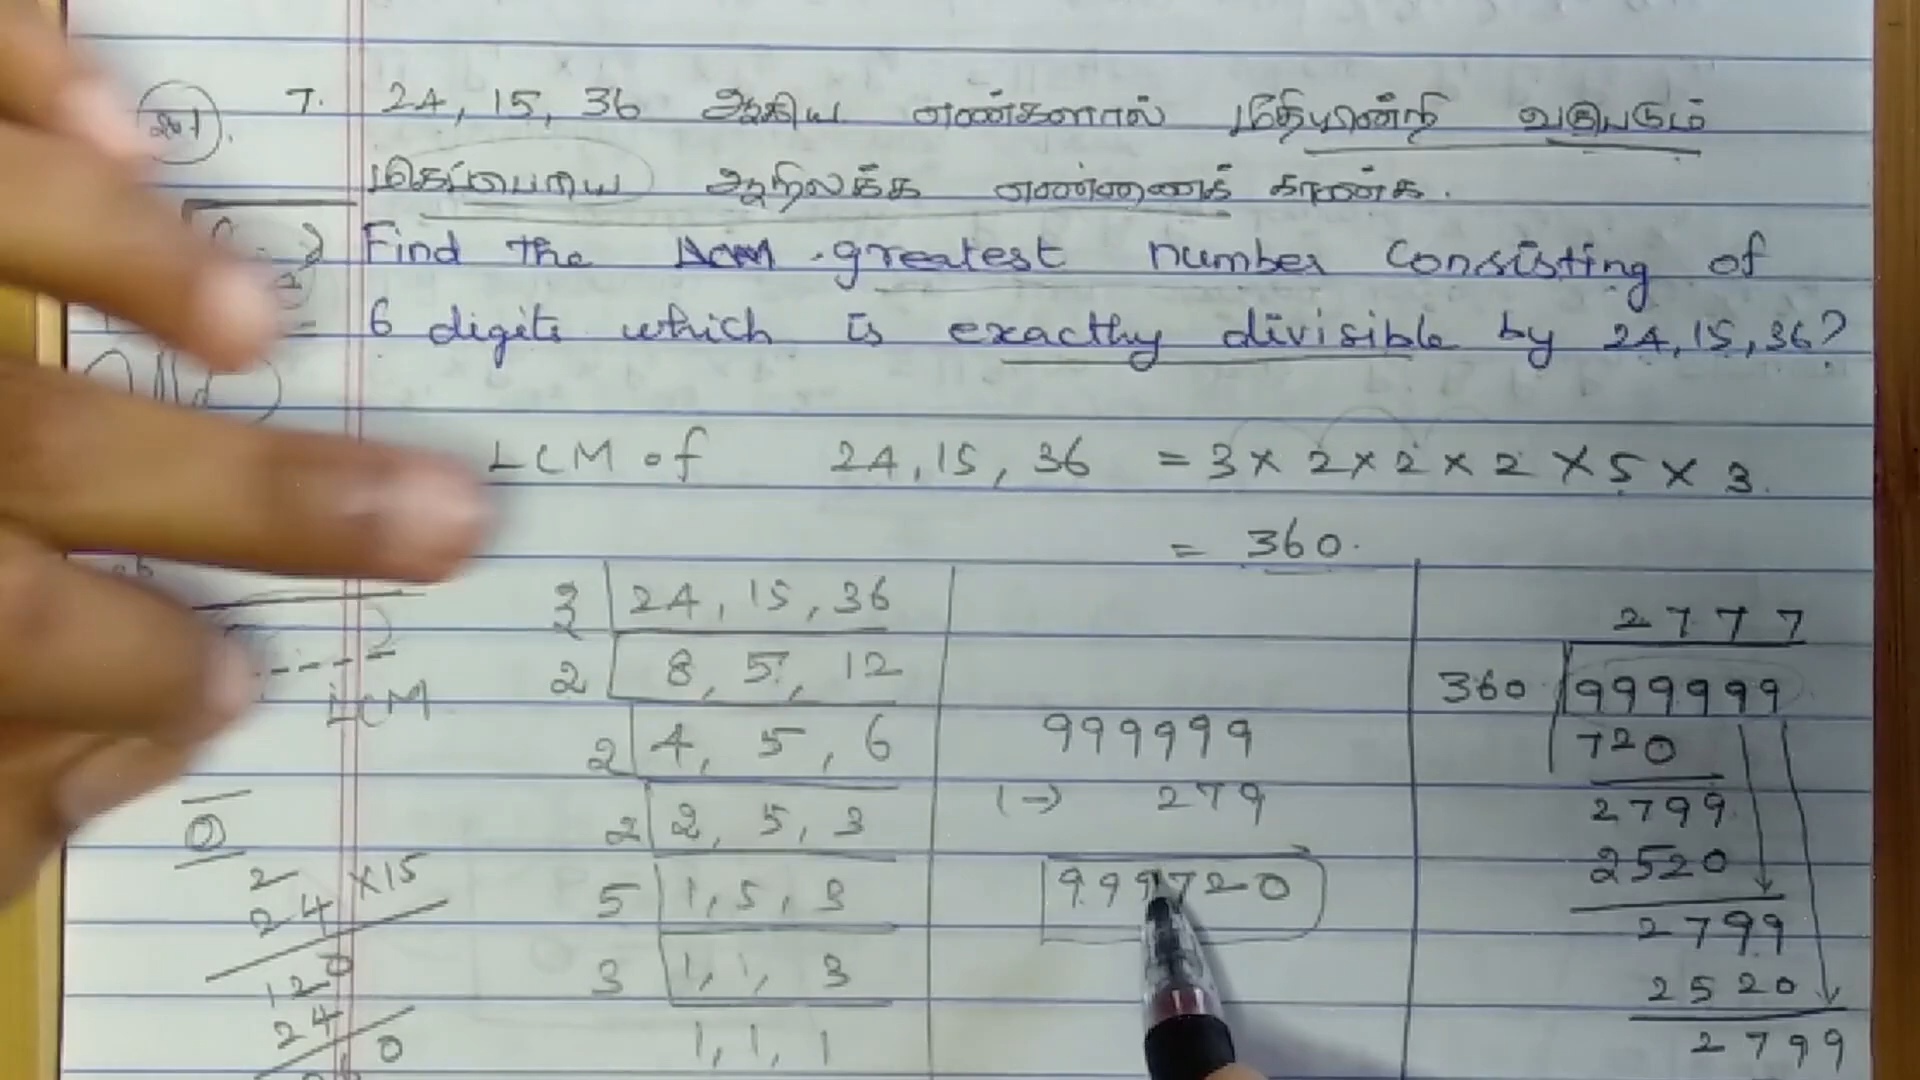 7. 24, 15, 36 ஆகிய எண்களால் மீதியின்றி வகுபடும்
மிகப்பெரிய ஆறிலக்க எண்ணைக் காண்க.
Find the greatest number consisting of
6 digits which is exactly divisible by 24, 15, 36?
LCM of 24, 15, 36 = 3 x 2 x 2 x 2 x 5 x 3.
= 360.
3 24, 15, 36
2 8, 5, 12
2 4, 5, 6
2 2, 5, 3
5 1, 5, 3
3 1, 1, 3
1, 1, 1
999999
(-) 279
999720
2777
360 999999
720
2799
2520
2799
2520
2799
LCM
0
2
24 x15
120
24